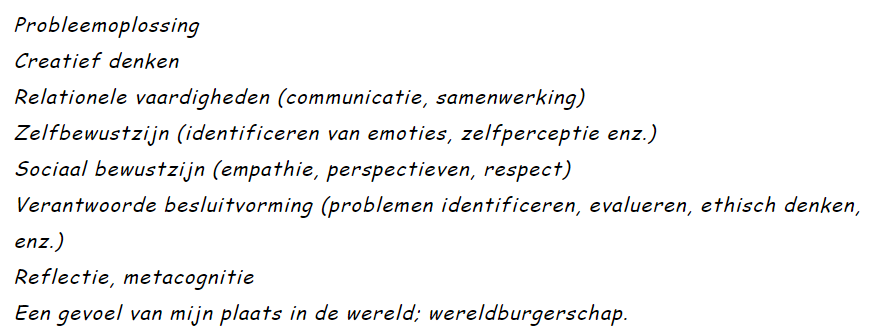 Probleemoplossing
Creatief denken
Relationele vaardigheden (communicatie, samenwerking)
Zelfbewustzijn (identificeren van emoties, zelfperceptie enz.)
Sociaal bewustzijn (empathie, perspectieven, respect)
Verantwoorde besluitvorming (problemen identificeren, evalueren, ethisch denken,
enz.)
Reflectie, metacognitie
Een gevoel van mijn plaats in de wereld; wereldburgerschap.